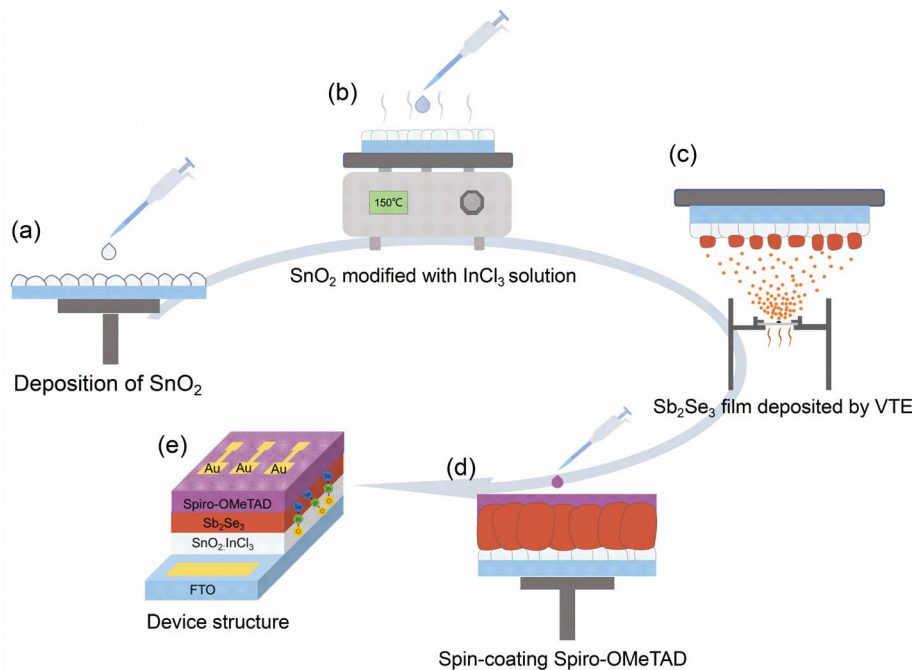 (a)
Deposition of SnO₂
(b)
150℃
SnO₂ modified with InCl₃ solution
(c)
Sb₂Se₃ film deposited by VTE
(d)
Spin-coating Spiro-OMeTAD
(e)
Au Au Au
Spiro-OMeTAD
Sb₂Se₃
SnO₂:InCl₃
FTO
Device structure